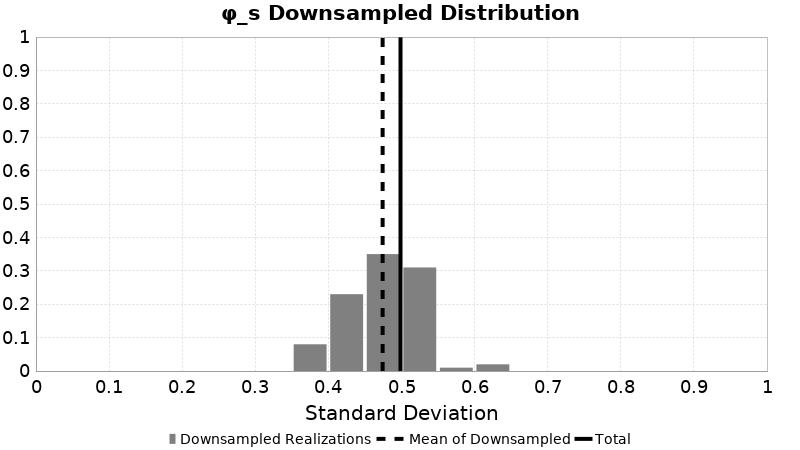 φ_s Downsampled Distribution
1
0.9
0.8
0.7
0.6
0.5
0.4
0.3
0.2
0.1
0
0 0.1 0.2 0.3 0.4 0.5 0.6 0.7 0.8 0.9 1
Standard Deviation
Downsampled Realizations Mean of Downsampled Total